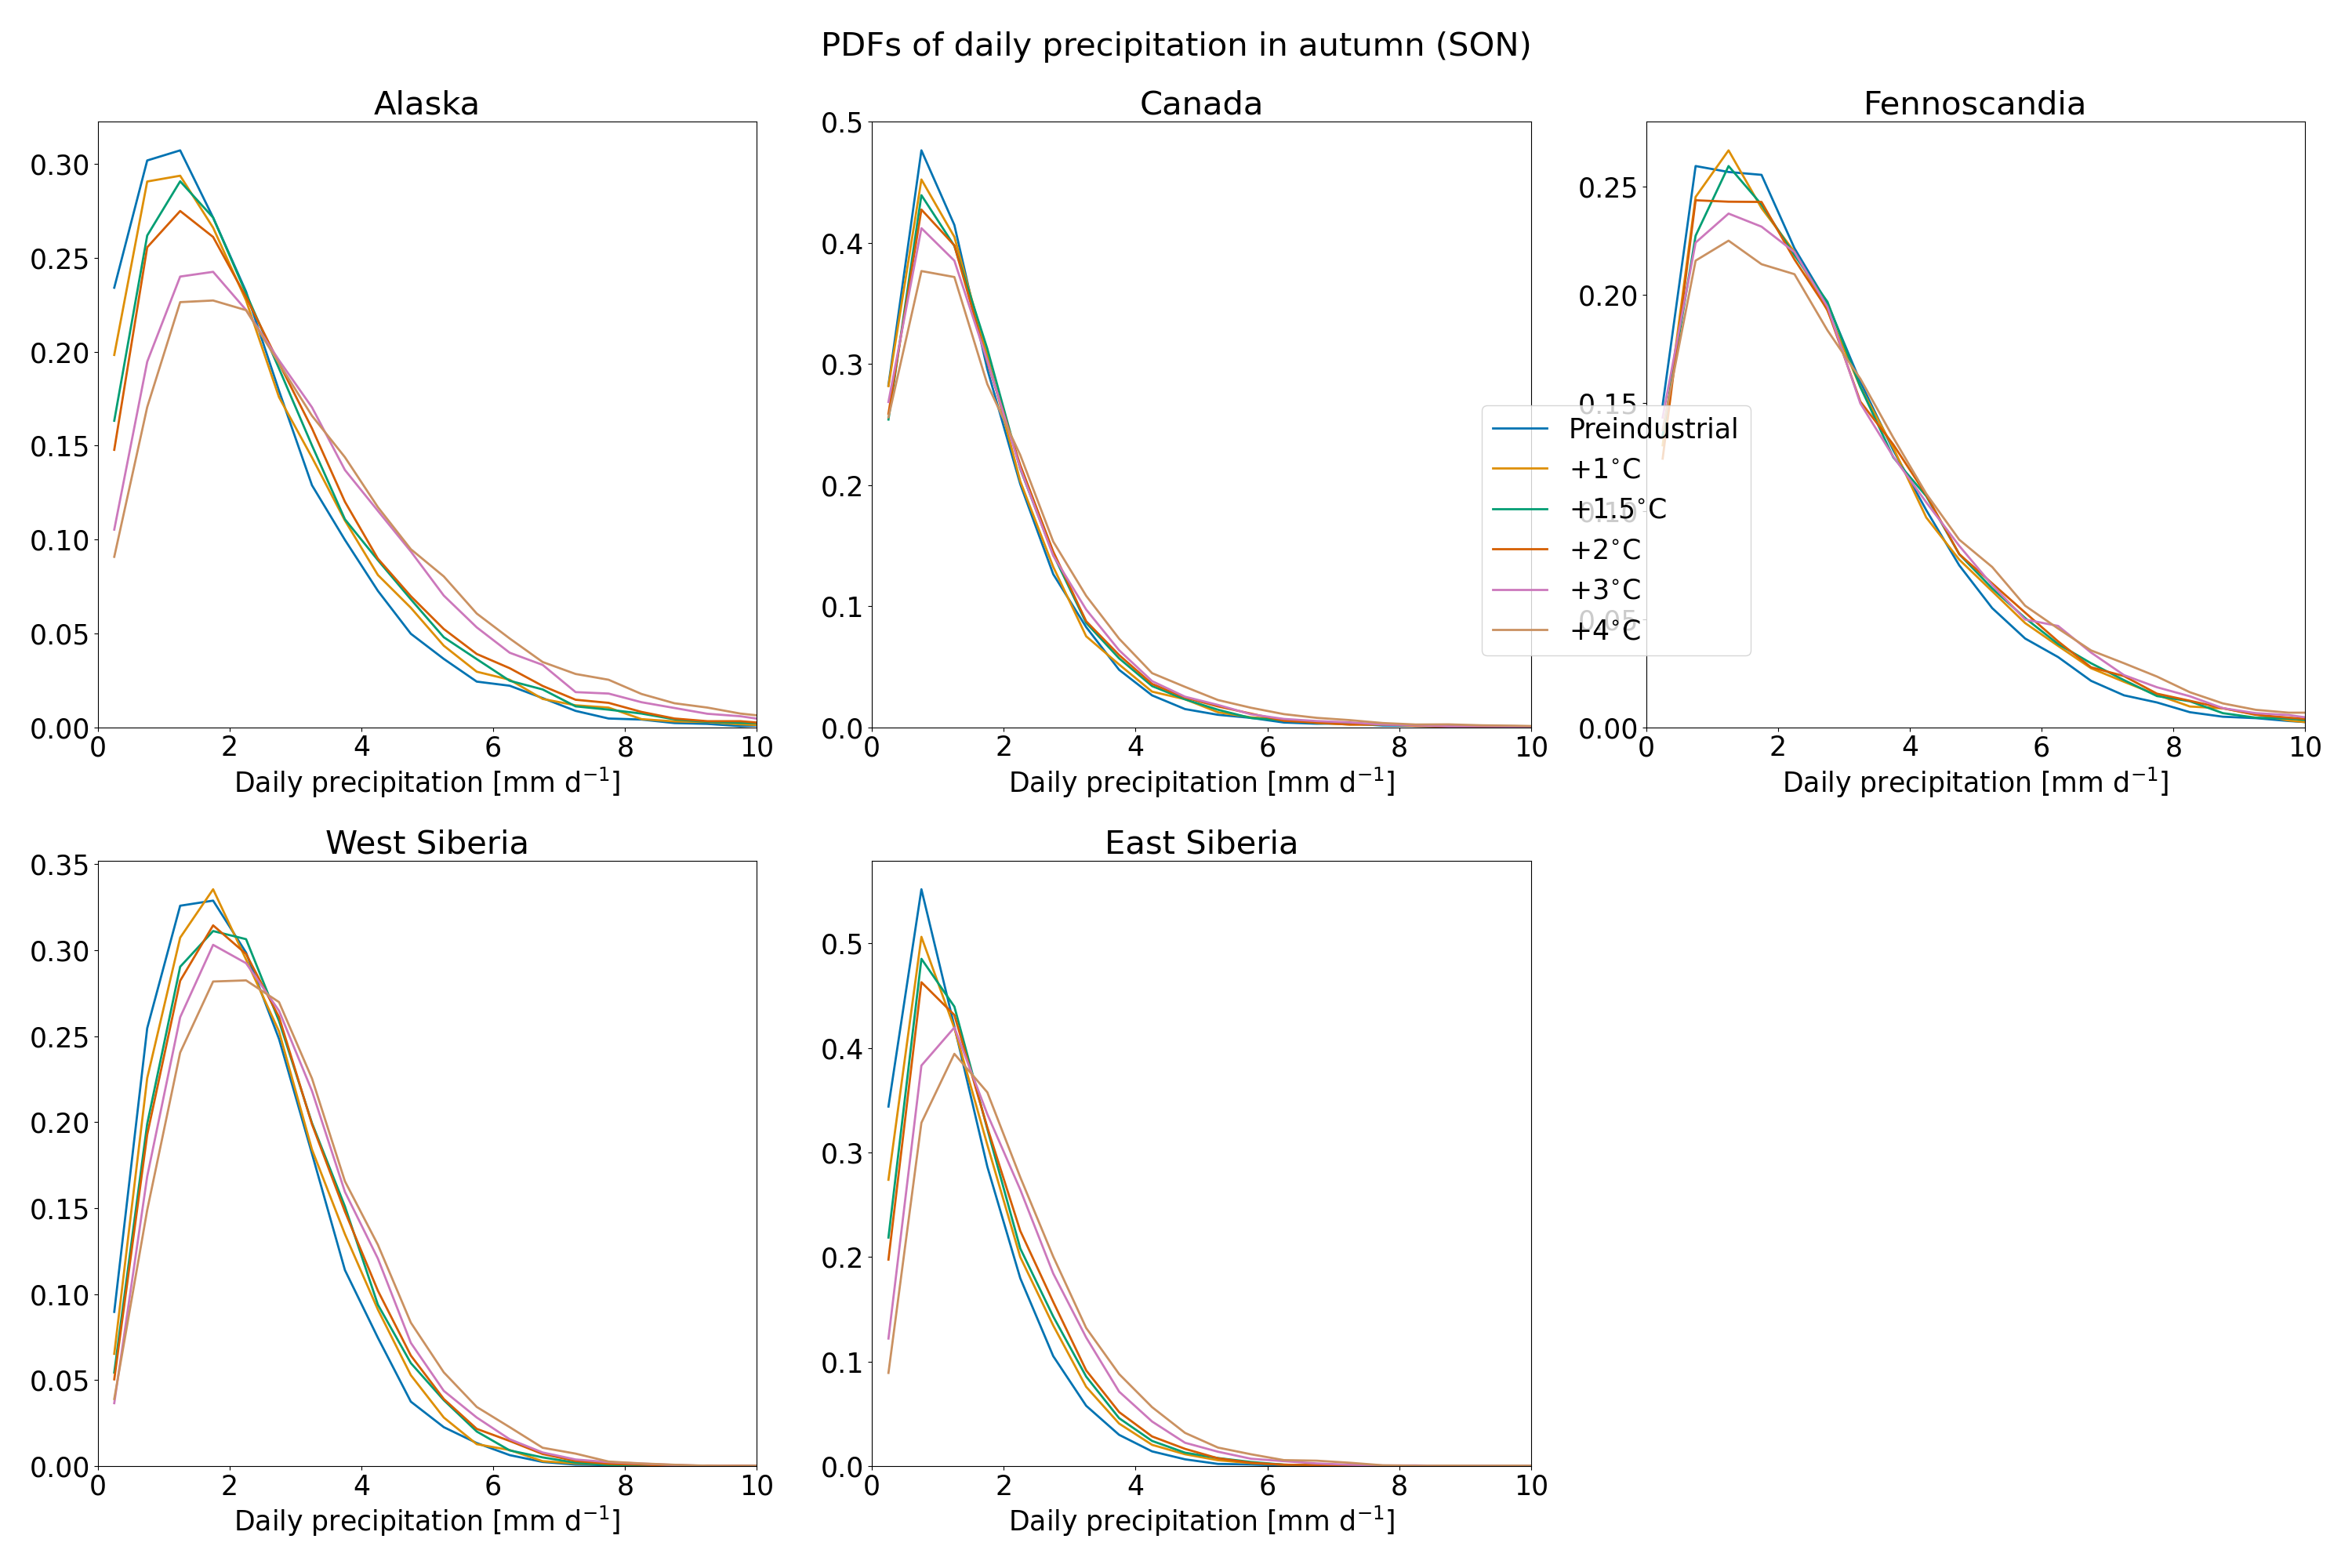 PDFs of daily precipitation in autumn (SON)
Alaska
0.30
0.25
0.20
0.15
0.10
0.05
0.00
0 2 4 6 8 10
Daily precipitation [mm d⁻¹]
Canada
0.5
0.4
0.3
0.2
0.1
0.0
0 2 4 6 8 10
Daily precipitation [mm d⁻¹]
Fennoscandia
0.25
0.20
0.15
0.10
0.05
0.00
0 2 4 6 8 10
Daily precipitation [mm d⁻¹]
Preindustrial
+1°C
+1.5°C
+2°C
+3°C
+4°C
West Siberia
0.35
0.30
0.25
0.20
0.15
0.10
0.05
0.00
0 2 4 6 8 10
Daily precipitation [mm d⁻¹]
East Siberia
0.5
0.4
0.3
0.2
0.1
0.0
0 2 4 6 8 10
Daily precipitation [mm d⁻¹]